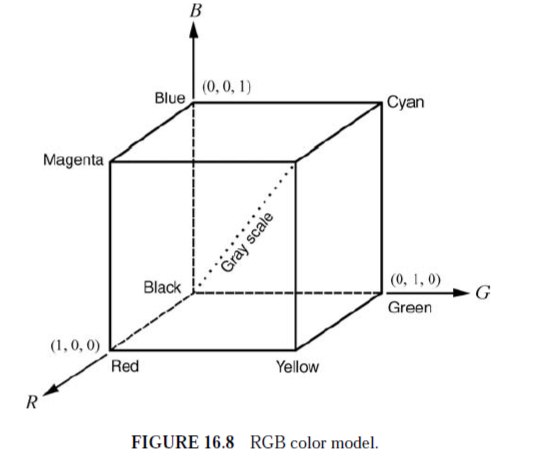 B
(0, 0, 1)
Blue
Cyan
Magenta
Gray scale
Black
(0, 1, 0)
G
Green
(1, 0, 0)
Red
Yellow
R
FIGURE 16.8 RGB color model.